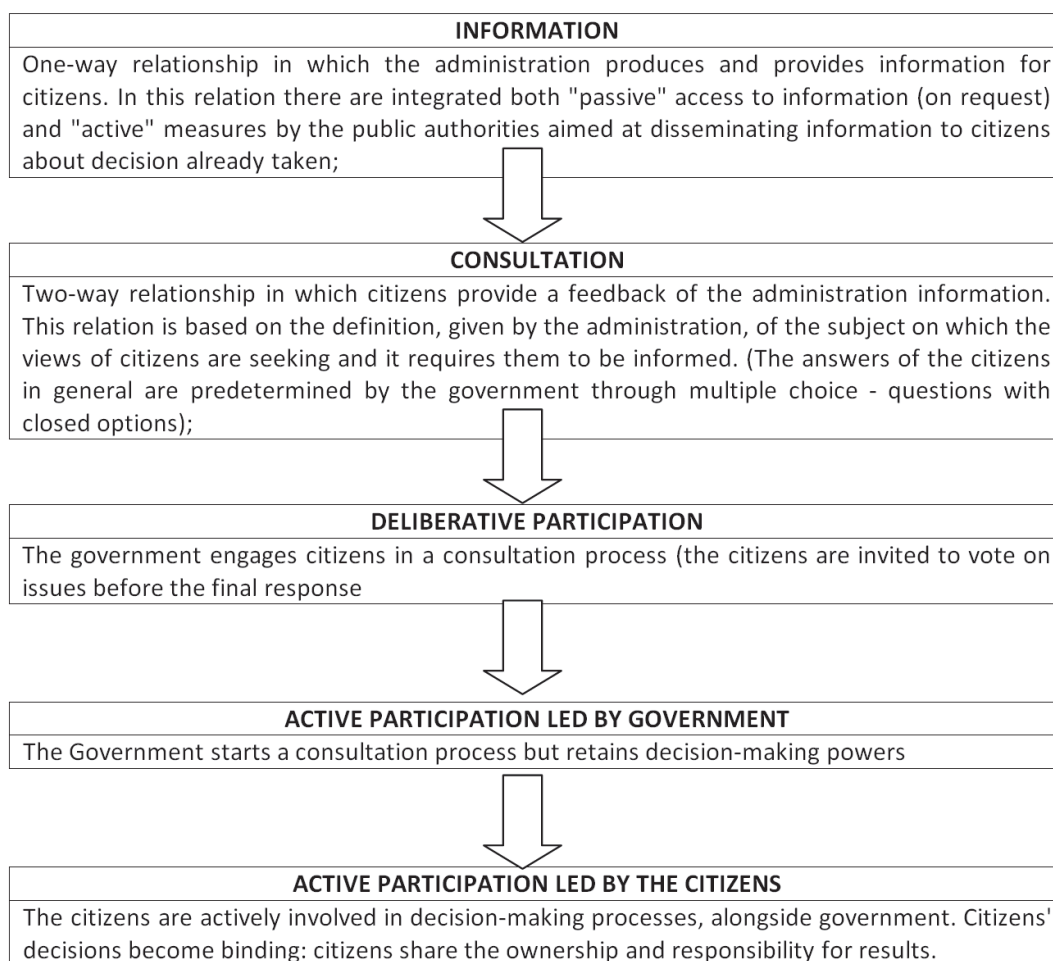 INFORMATION
One-way relationship in which the administration produces and provides information for
citizens. In this relation there are integrated both "passive" access to information (on request)
and "active" measures by the public authorities aimed at disseminating information to citizens
about decision already taken;
CONSULTATION
Two-way relationship in which citizens provide a feedback of the administration information.
This relation is based on the definition, given by the administration, of the subject on which the
views of citizens are seeking and it requires them to be informed. (The answers of the citizens
in general are predetermined by the government through multiple choice - questions with
closed options);
DELIBERATIVE PARTICIPATION
The government engages citizens in a consultation process (the citizens are invited to vote on
issues before the final response
ACTIVE PARTICIPATION LED BY GOVERNMENT
The Government starts a consultation process but retains decision-making powers
ACTIVE PARTICIPATION LED BY THE CITIZENS
The citizens are actively involved in decision-making processes, alongside government. Citizens'
decisions become binding: citizens share the ownership and responsibility for results.